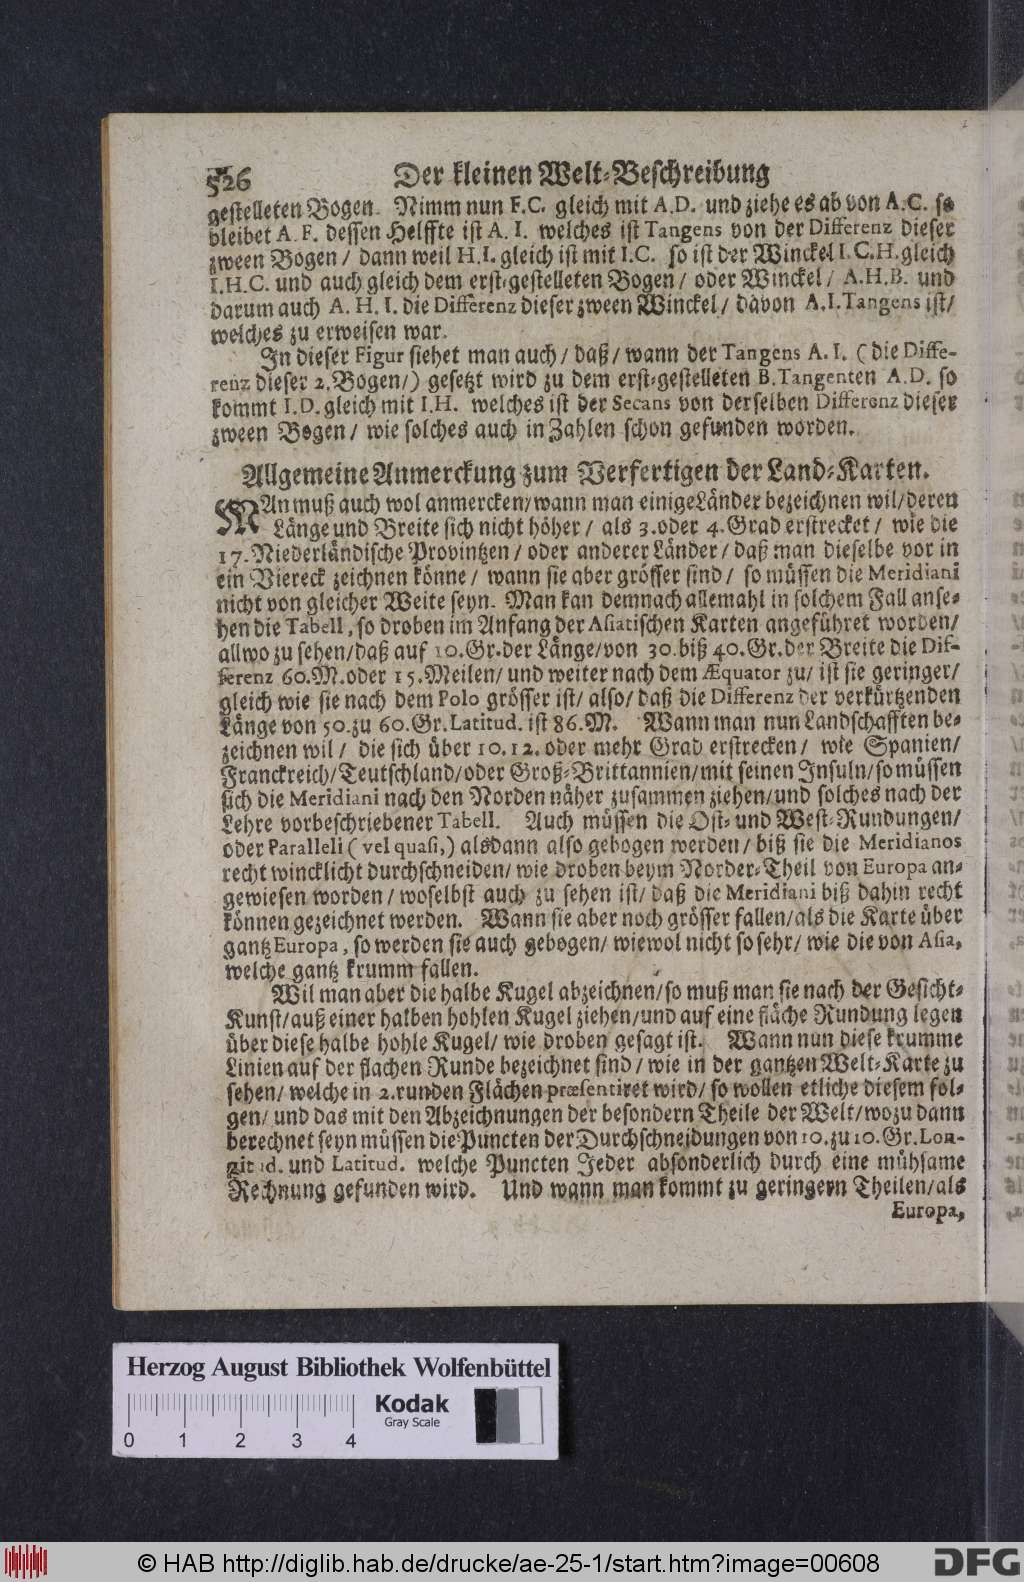 526 Der kleinen Welt-Beschreibung
gestelleten Bogen. Nimm nun F.C. gleich mit A.D. und ziehe es ab von A.C. so
bleibet A. F. dessen Helffte ist A. I. welches ist Tangens von der Differenz dieser
zween Bogen / dann weil H.I. gleich ist mit I.C. so ist der Winckel I. C.H. gleich
I.H.C. und auch gleich dem erst-gestelleten Bogen / oder Winckel / A.H.B. und
darum auch A. H. I. die Differenz dieser zween Winckel / davon A.I. Tangens ist/
welches zu erweisen war.
In dieser Figur siehet man auch / daß / wann der Tangens A. I. ( die Diffe-
renz dieser 2. Bogen/) gesetzt wird zu dem erst-gestelleten B. Tangenten A.D. so
kommt I.D. gleich mit I.H. welches ist der Secans von derselben Differenz dieser
zween Bogen / wie solches auch in Zahlen schon gefunden worden.
Allgemeine Anmerckung zum Verfertigen der Land-Karten.
MAn muß auch wol anmercken/ wann man einige Länder bezeichnen wil/ deren
Länge und Breite sich nicht höher / als 3. oder 4. Grad erstrecket / wie die
17. Niederländische Provintzen / oder anderer Länder / daß man dieselbe vor in
ein Viereck zeichnen könne / wann sie aber grösser sind / so müssen die Meridiani
nicht von gleicher Weite seyn. Man kan demnach allemahl in solchem Fall anse-
hen die Tabell, so droben im Anfang der Asiatischen Karten angeführet worden/
allwo zu sehen/ daß auf 10. Gr. der Länge/ von 30. biß 40. Gr. der Breite die Dif-
ferenz 60. M. oder 15. Meilen/ und weiter nach dem Æquator zu/ ist sie geringer/
gleich wie sie nach dem Polo grösser ist/ also/ daß die Differenz der verkürtzenden
Länge von 50. zu 60. Gr. Latitud. ist 86. M. Wann man nun Landschafften be-
zeichnen wil / die sich über 10. 12. oder mehr Grad erstrecken / wie Spanien/
Franckreich/ Teutschland/ oder Groß-Brittannien/ mit seinen Insuln/ so müssen
sich die Meridiani nach den Norden näher zusammen ziehen/ und solches nach der
Lehre vorbeschriebener Tabell. Auch müssen die Ost- und West-Rundungen/
oder Paralleli ( vel quasi,) alsdann also gebogen werden / biß sie die Meridianos
recht wincklicht durchschneiden/ wie droben beym Norder-Theil von Europa an-
gewiesen worden / woselbst auch zu sehen ist / daß die Meridiani biß dahin recht
können gezeichnet werden. Wann sie aber noch grösser fallen/ als die Karte über
gantz Europa, so werden sie auch gebogen/ wiewol nicht so sehr/ wie die von Asia,
welche gantz krumm fallen.
Wil man aber die halbe Kugel abzeichnen/ so muß man sie nach der Gesicht-
Kunst/ auß einer halben hohlen Kugel ziehen/ und auf eine fläche Rundung legen
über diese halbe hohle Kugel/ wie droben gesagt ist. Wann nun diese krumme
Linien auf der flachen Runde bezeichnet sind / wie in der gantzen Welt-Karte zu
sehen/ welche in 2. runden Flächen præsentiret wird/ so wollen etliche diesem fol-
gen/ und das mit den Abzeichnungen der besondern Theile der Welt/ wozu dann
berechnet seyn müssen die Puncten der Durchschneidungen von 10. zu 10. Gr. Lon-
gitud. und Latitud. welche Puncten Jeder absonderlich durch eine mühsame
Rechnung gefunden wird. Und wann man kommt zu geringern Theilen/ als
Europa,
Herzog August Bibliothek Wolfenbüttel
0 1 2 3 4
Kodak
Gray Scale
© HAB http://diglib.hab.de/drucke/ae-25-1/start.htm?image=00608
DFG